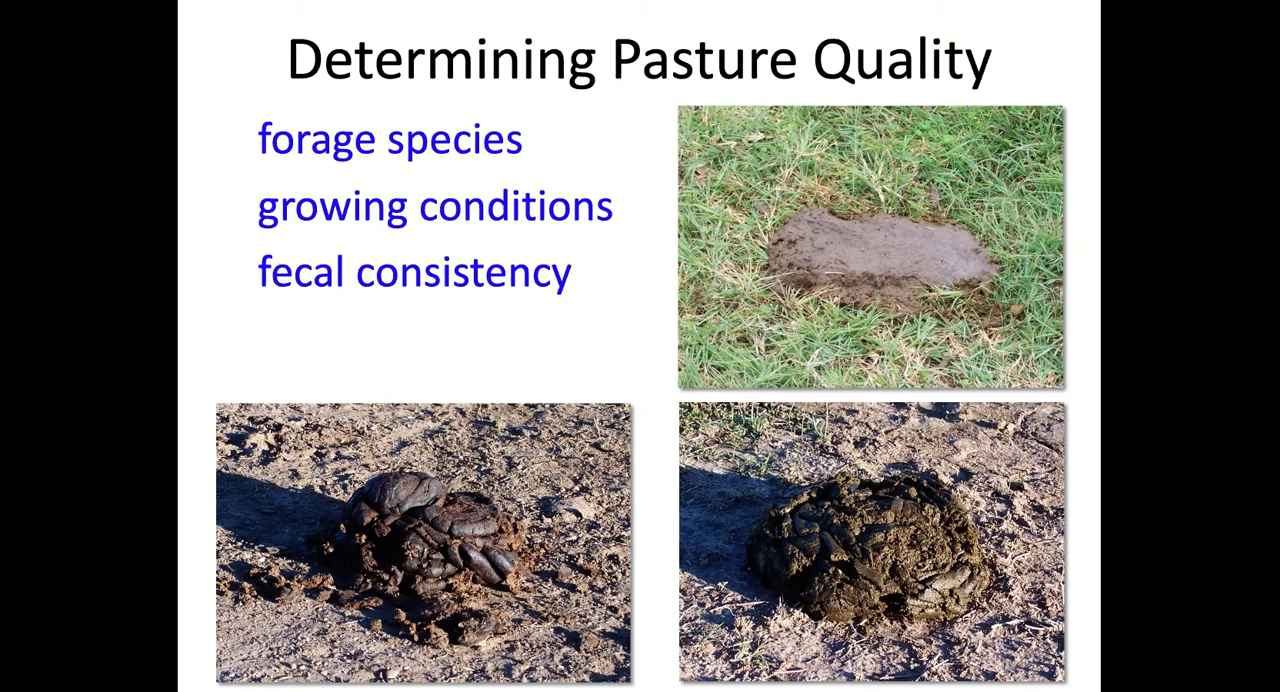 Determining Pasture Quality
forage species
growing conditions
fecal consistency